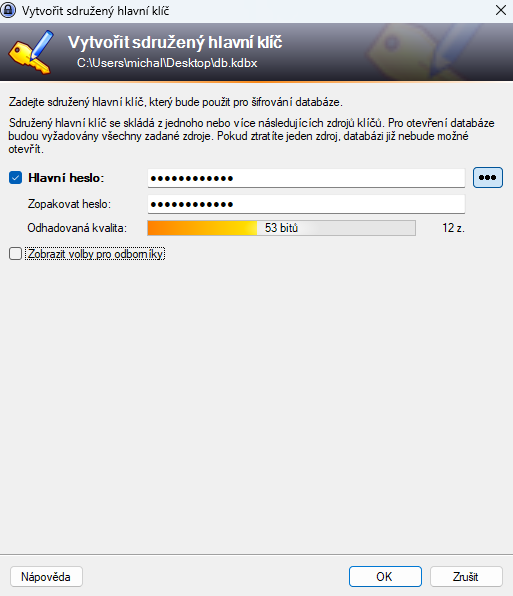 Vytvořit sdružený hlavní klíč
Vytvořit sdružený hlavní klíč
C:\Users\michal\Desktop\db.kdbx
Zadejte sdružený hlavní klíč, který bude použit pro šifrování databáze.
Sdružený hlavní klíč se skládá z jednoho nebo více následujících zdrojů klíčů. Pro otevření databáze
budou vyžadovány všechny zadané zdroje. Pokud ztratíte jeden zdroj, databázi již nebude možné
otevřít.
Hlavní heslo: ●●●●●●●●●●●● ●●●
Zopakovat heslo: ●●●●●●●●●●●●
Odhadovaná kvalita: 53 bitů 12 z.
Zobrazit volby pro odborníky
Nápověda OK Zrušit